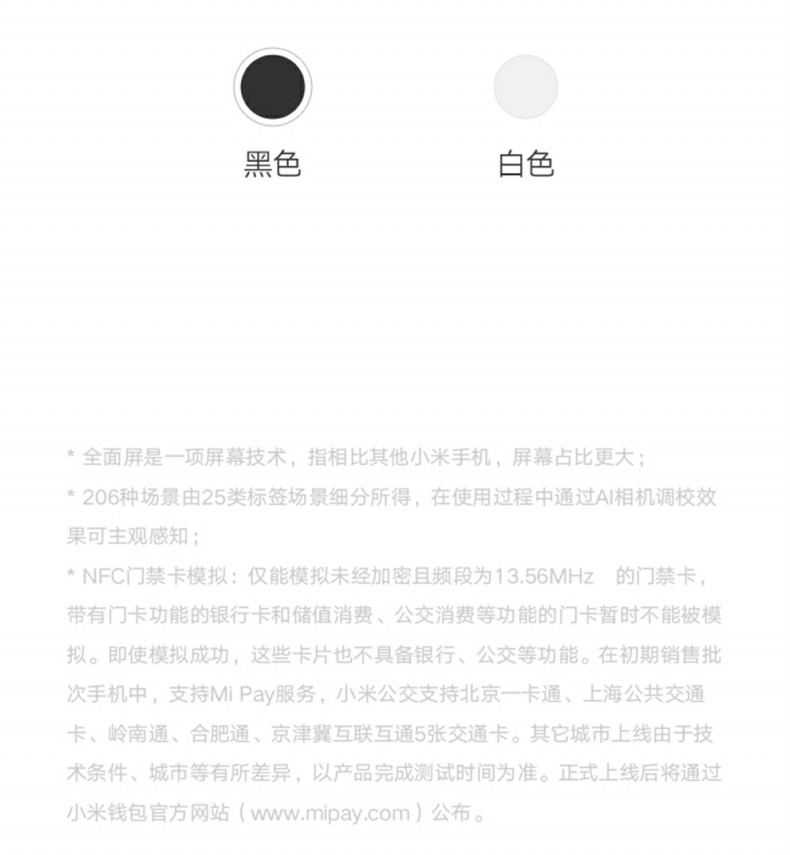 黑色 白色
* 全面屏是一项屏幕技术，指相比其他小米手机，屏幕占比更大；
* 206种场景由25类标签场景细分所得，在使用过程中通过AI相机调校效
果可主观感知；
* NFC门禁卡模拟：仅能模拟未经加密且频段为13.56MHz 的门禁卡，
带有门卡功能的银行卡和储值消费、公交消费等功能的门卡暂时不能被模
拟。即使模拟成功，这些卡片也不具备银行、公交等功能。在初期销售批
次手机中，支持Mi Pay服务，小米公交支持北京一卡通、上海公共交通
卡、岭南通、合肥通、京津冀互联互通5张交通卡。其它城市上线由于技
术条件、城市等有所差异，以产品完成测试时间为准。正式上线后将通过
小米钱包官方网站（www.mipay.com）公布。